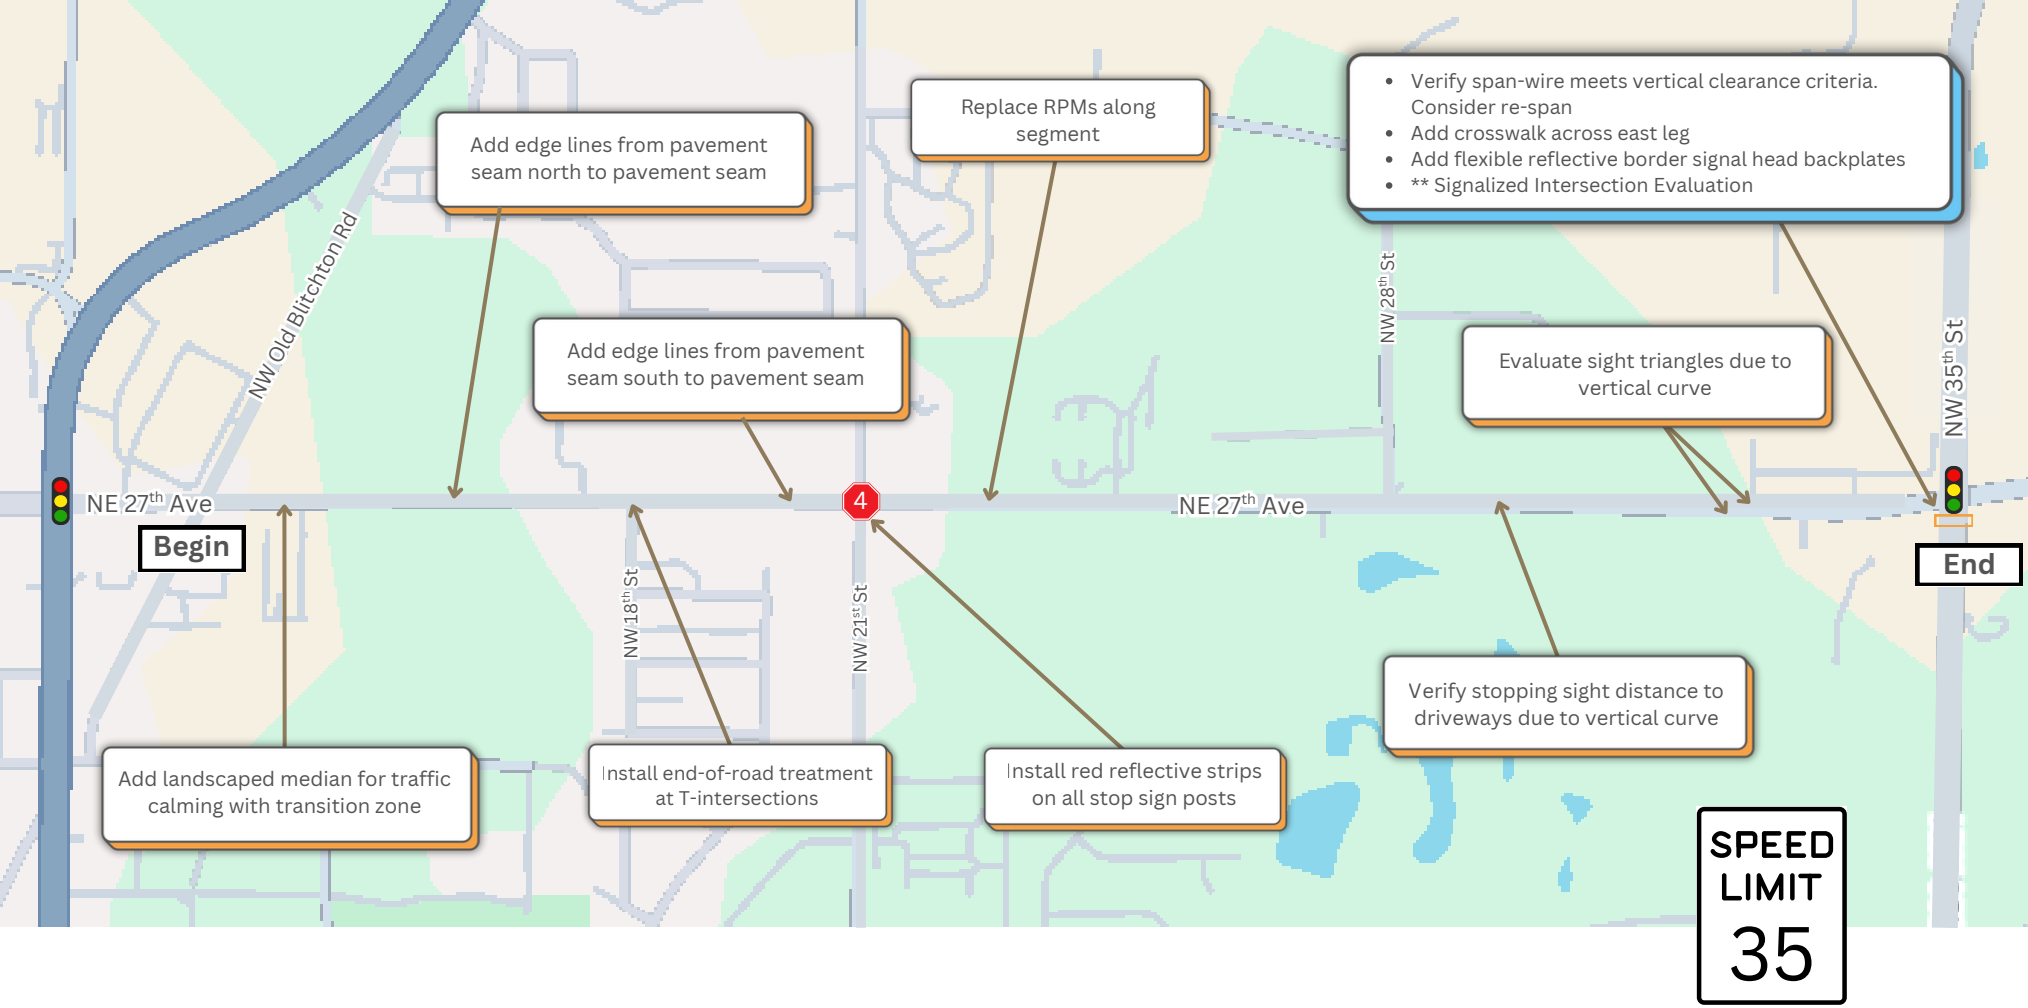 Verify span-wire meets vertical clearance criteria.
Consider re-span
Add crosswalk across east leg
Add flexible reflective border signal head backplates
** Signalized Intersection Evaluation
Replace RPMs along
segment
Add edge lines from pavement
seam north to pavement seam
NW Old Blitchton Rd
NW 28th St
Add edge lines from pavement
seam south to pavement seam
Evaluate sight triangles due to
vertical curve
NW 35th St
NE 27th Ave
4
NE 27th Ave
Begin
End
NW 18th St
NW 21st St
Verify stopping sight distance to
driveways due to vertical curve
Add landscaped median for traffic
calming with transition zone
Install end-of-road treatment
at T-intersections
Install red reflective strips
on all stop sign posts
SPEED
LIMIT
35